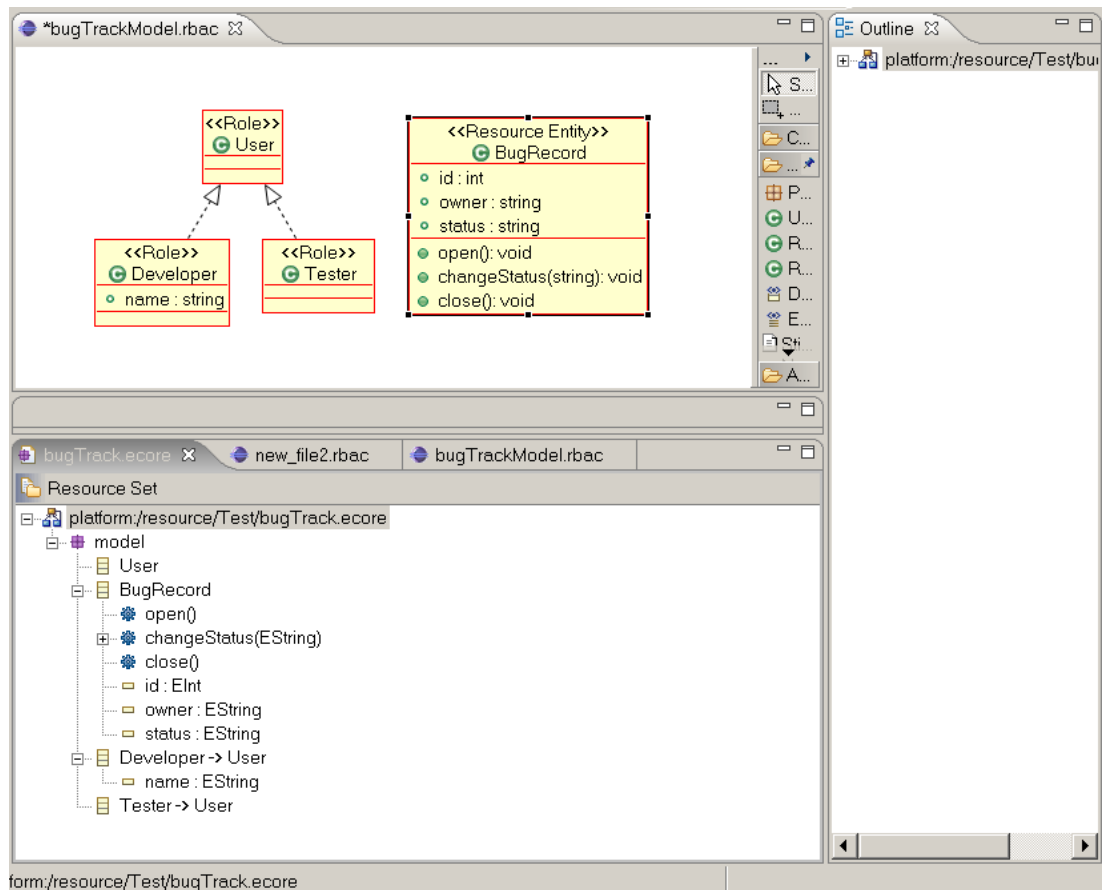 *bugTrackModel.rbac
Outline
platform:/resource/Test/bu
<<Role>>
User
<<Role>>
Developer
name : string
<<Role>>
Tester
<<Resource Entity>>
BugRecord
id : int
owner : string
status : string
open(): void
changeStatus(string): void
close(): void
...
S...
...
C...
...
P...
U...
R...
R...
D...
E...
Sti...
A...
bugTrack.ecore
new_file2.rbac
bugTrackModel.rbac
Resource Set
platform:/resource/Test/bugTrack.ecore
model
User
BugRecord
open()
changeStatus(EString)
close()
id : EInt
owner : EString
status : EString
Developer -> User
name : EString
Tester -> User
form:/resource/Test/bugTrack.ecore